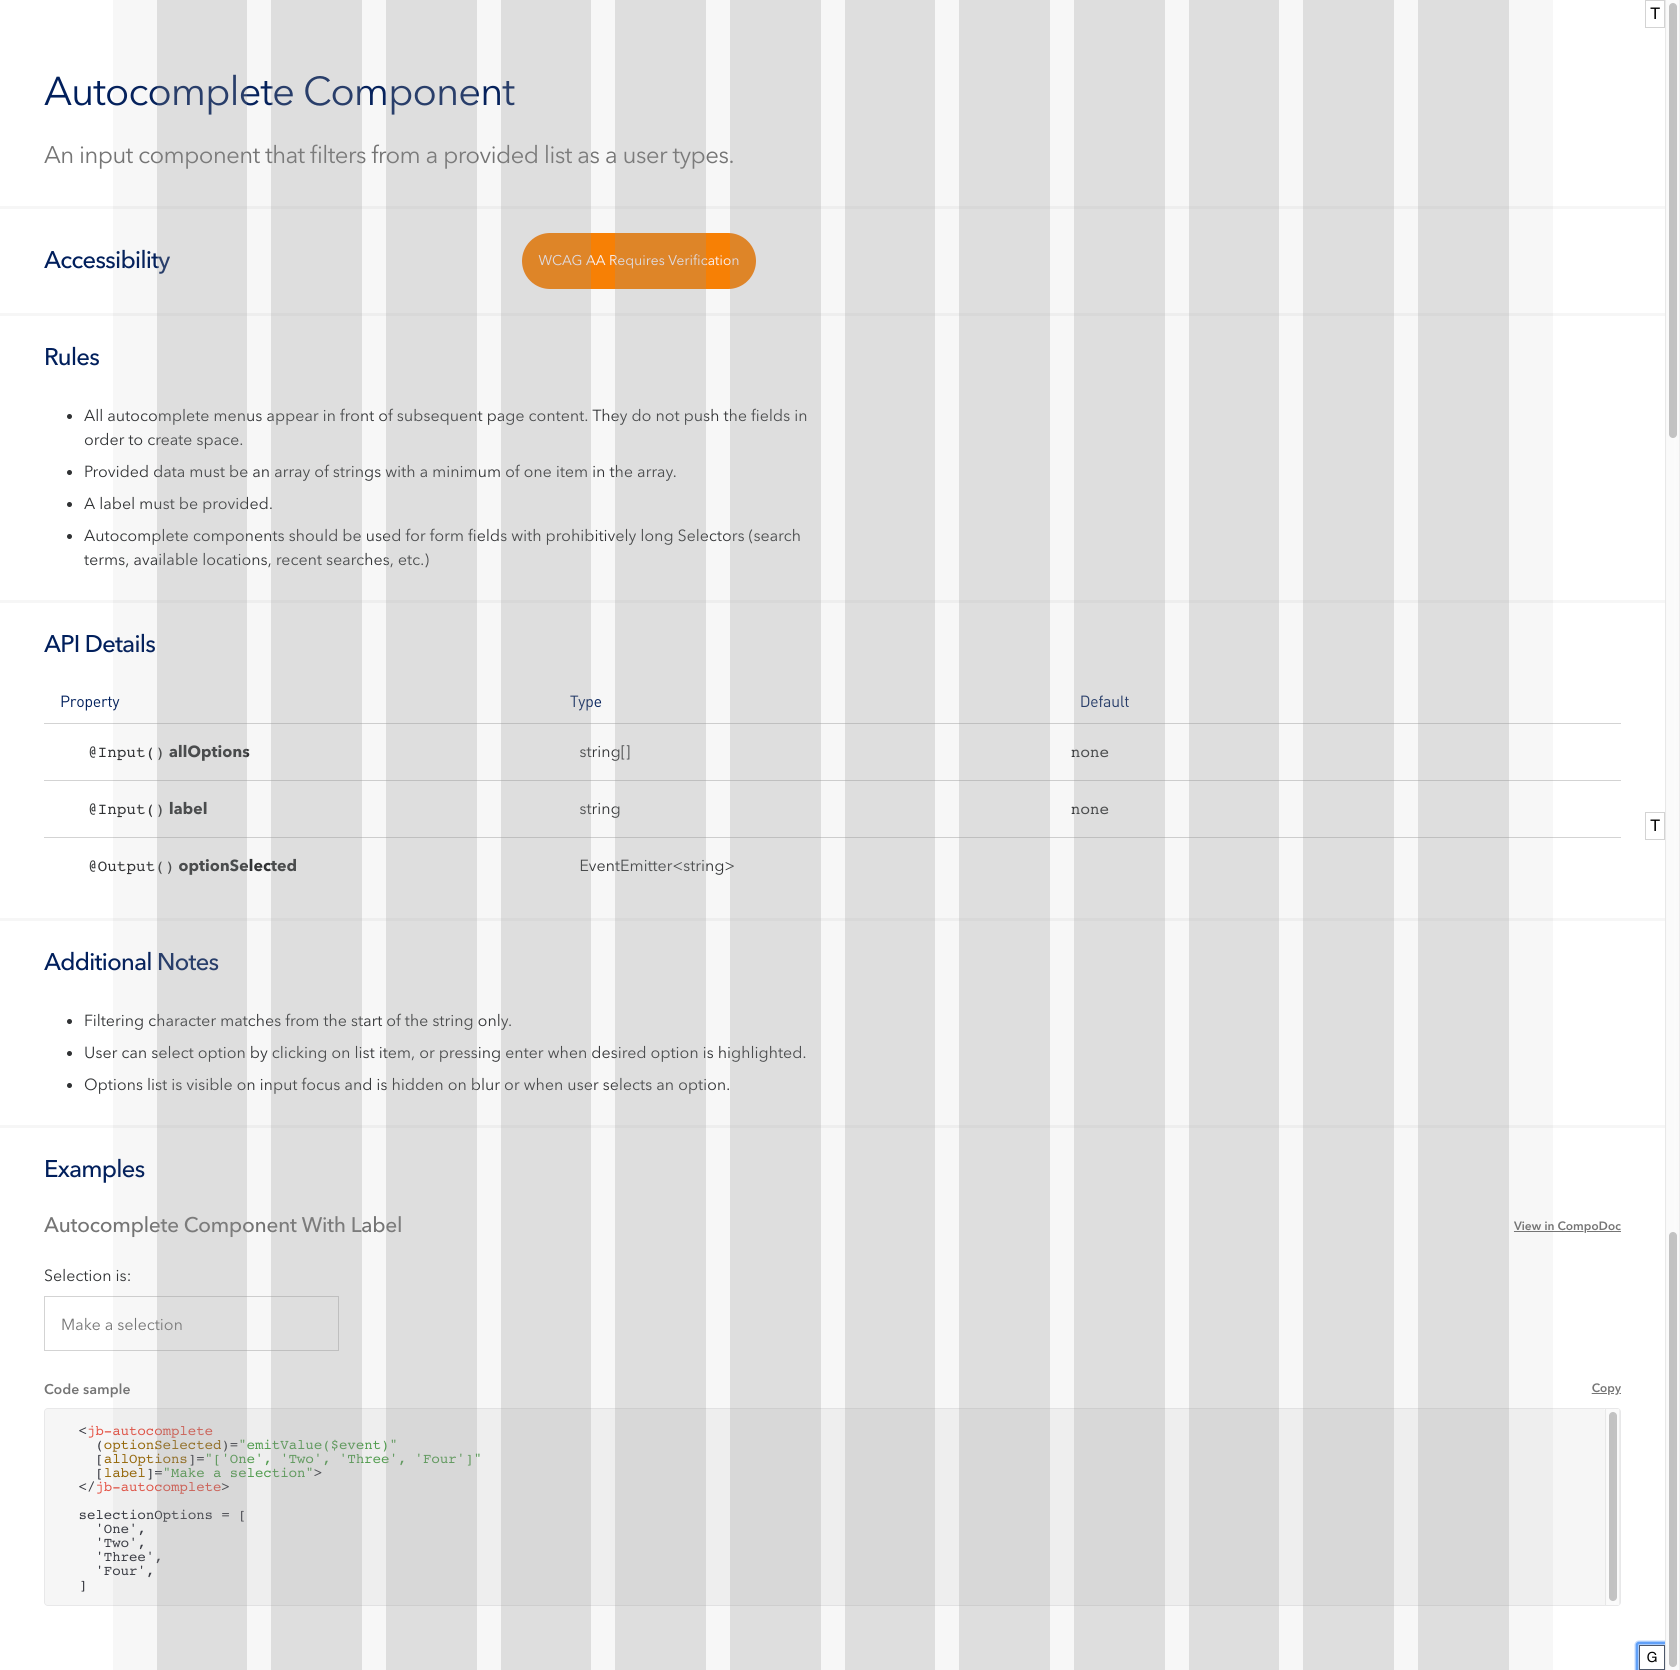 T
Autocomplete Component
An input component that filters from a provided list as a user types.
Accessibility
WCAG AA Requires Verification
Rules
• All autocomplete menus appear in front of subsequent page content. They do not push the fields in
order to create space.
• Provided data must be an array of strings with a minimum of one item in the array.
• A label must be provided.
• Autocomplete components should be used for form fields with prohibitively long Selectors (search
terms, available locations, recent searches, etc.)
API Details
Property Type Default
@Input() allOptions string[] none
@Input() label string none
T
@Output() optionSelected EventEmitter<string>
Additional Notes
• Filtering character matches from the start of the string only.
• User can select option by clicking on list item, or pressing enter when desired option is highlighted.
• Options list is visible on input focus and is hidden on blur or when user selects an option.
Examples
Autocomplete Component With Label View in CompoDoc
Selection is:
Make a selection
Code sample Copy
<jb-autocomplete
(optionSelected)="emitValue($event)"
[allOptions]="['One', 'Two', 'Three', 'Four']"
[label]="Make a selection">
</jb-autocomplete>
selectionOptions = [
'One',
'Two',
'Three',
'Four',
]
G